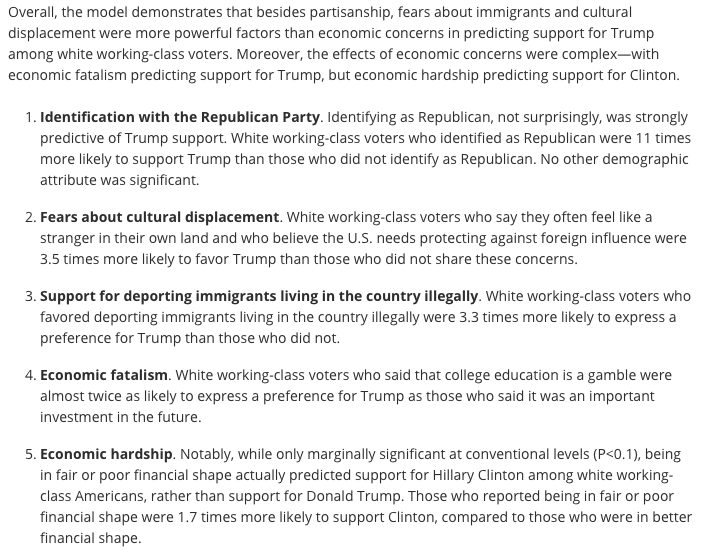 Overall, the model demonstrates that besides partisanship, fears about immigrants and cultural
displacement were more powerful factors than economic concerns in predicting support for Trump
among white working-class voters. Moreover, the effects of economic concerns were complex—with
economic fatalism predicting support for Trump, but economic hardship predicting support for Clinton.
1. Identification with the Republican Party. Identifying as Republican, not surprisingly, was strongly
predictive of Trump support. White working-class voters who identified as Republican were 11 times
more likely to support Trump than those who did not identify as Republican. No other demographic
attribute was significant.
2. Fears about cultural displacement. White working-class voters who say they often feel like a
stranger in their own land and who believe the U.S. needs protecting against foreign influence were
3.5 times more likely to favor Trump than those who did not share these concerns.
3. Support for deporting immigrants living in the country illegally. White working-class voters who
favored deporting immigrants living in the country illegally were 3.3 times more likely to express a
preference for Trump than those who did not.
4. Economic fatalism. White working-class voters who said that college education is a gamble were
almost twice as likely to express a preference for Trump as those who said it was an important
investment in the future.
5. Economic hardship. Notably, while only marginally significant at conventional levels (P<0.1), being
in fair or poor financial shape actually predicted support for Hillary Clinton among white working-
class Americans, rather than support for Donald Trump. Those who reported being in fair or poor
financial shape were 1.7 times more likely to support Clinton, compared to those who were in better
financial shape.